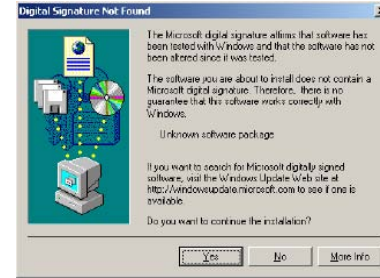 Digital Signature Not Found
The Microsoft digital signature affirms that software has
been tested with Windows and that the software has not
been altered since it was tested.
The software you are about to install does not contain a
Microsoft digital signature. Therefore, there is no
guarantee that this software works correctly with
Windows.
Unknown software package
If you want to search for Microsoft digitally signed
software, visit the Windows Update Web site at
http://windowsupdate.microsoft.com to see if one is
available.
Do you want to continue the installation?
Yes No More Info